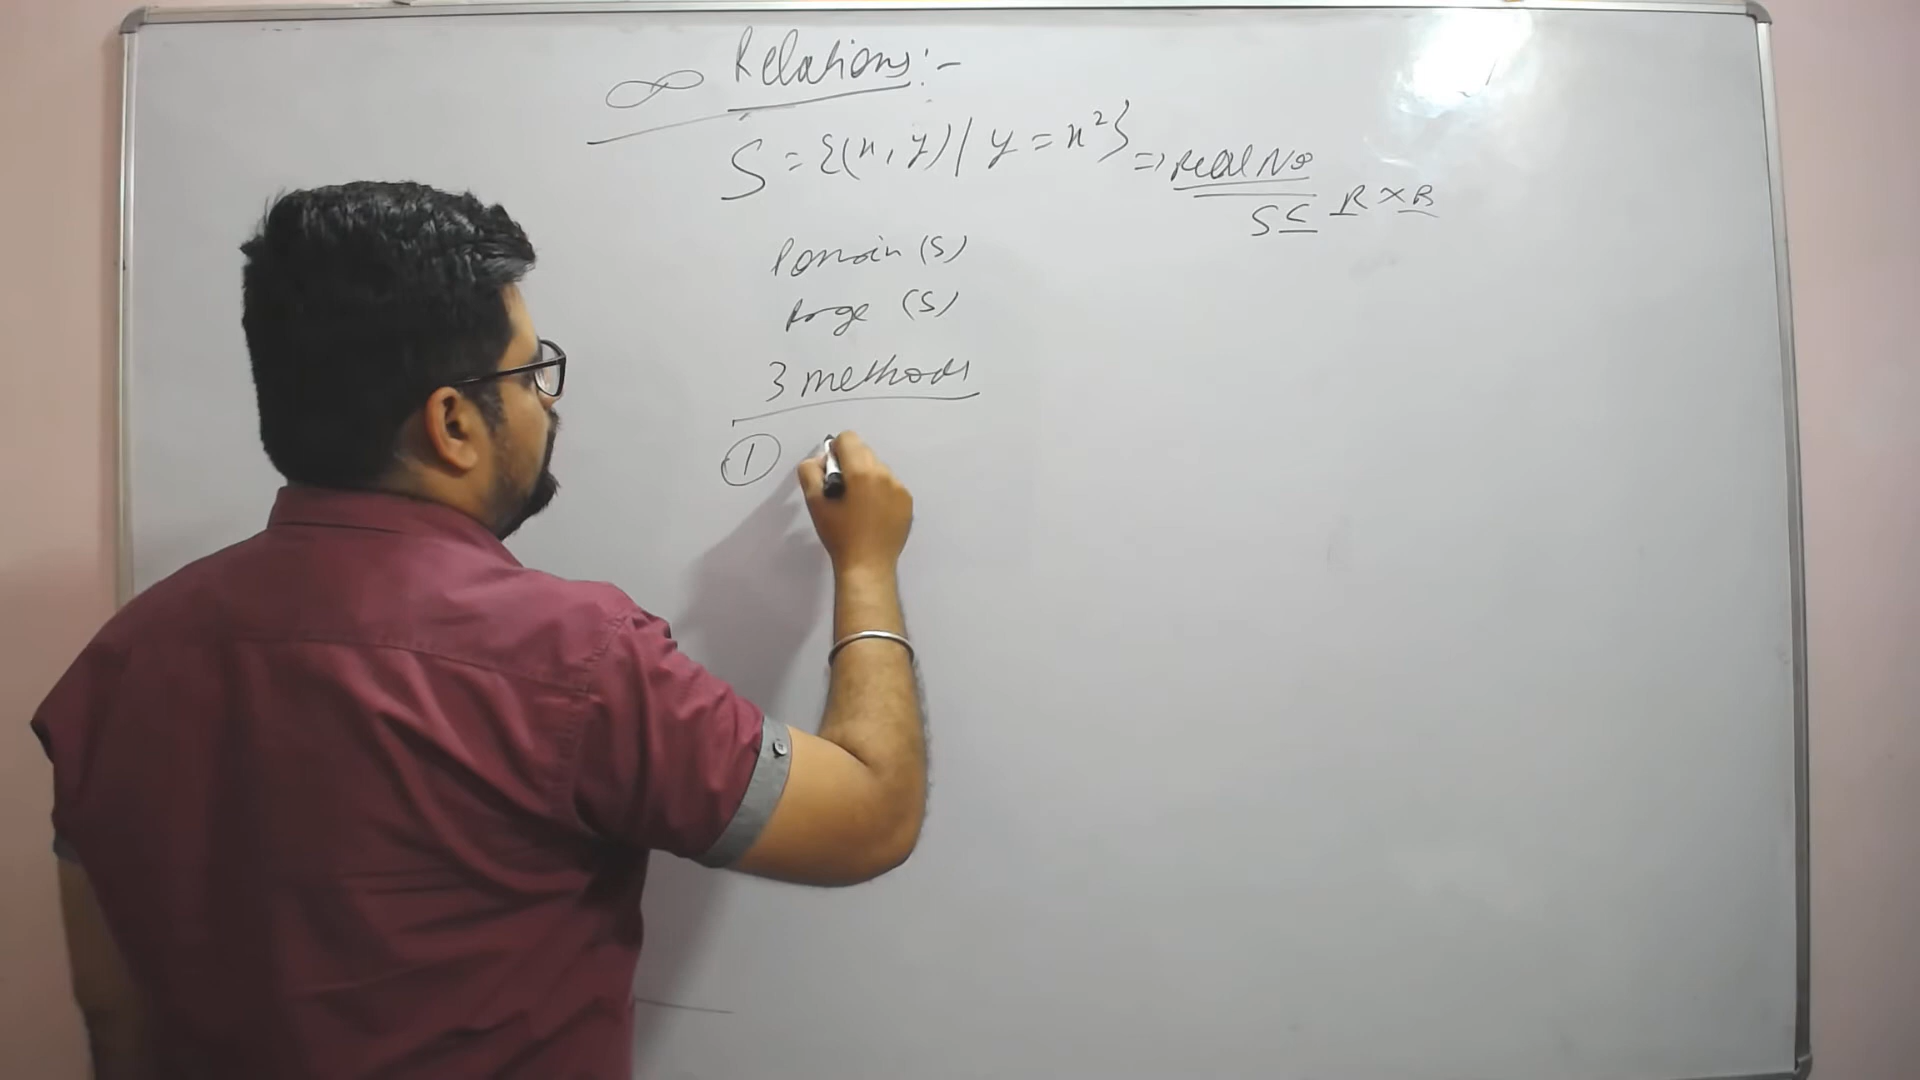 ∞ Relations:-
S = {(x, y) / y = x²} => Real No
S ⊆ R × R
Domain (S)
Range (S)
3 methods
①